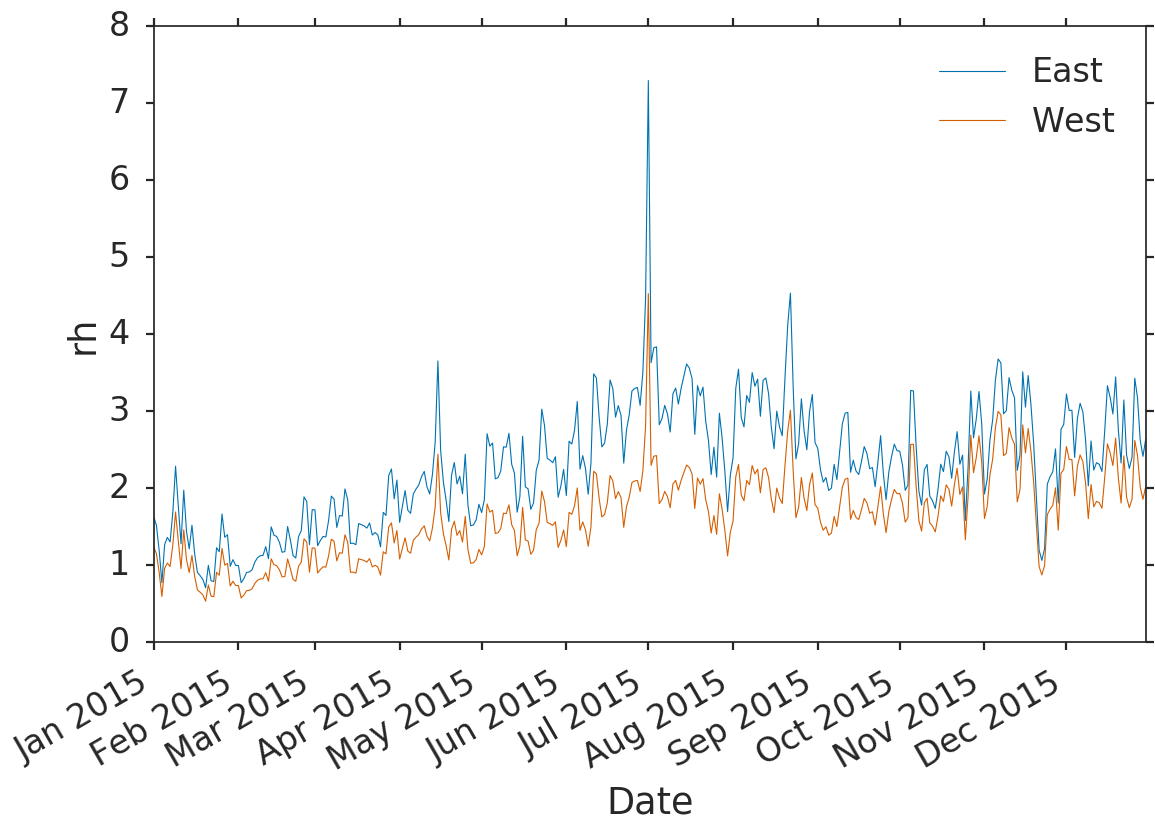 8
7
6
5
4
3
2
1
0
rh
East
West
Jan 2015
Feb 2015
Mar 2015
Apr 2015
May 2015
Jun 2015
Jul 2015
Aug 2015
Sep 2015
Oct 2015
Nov 2015
Dec 2015
Date